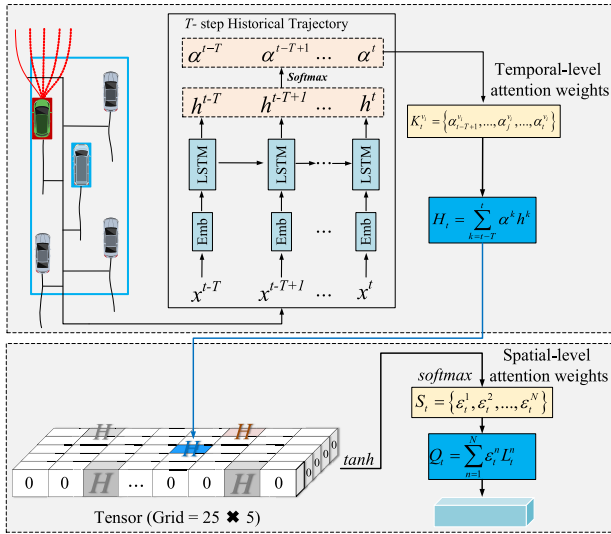 T- step Historical Trajectory
α^{t-T} α^{t-T+1} ... α^t
Softmax
h^{t-T} h^{t-T+1} ... h^t
LSTM LSTM ... LSTM
Emb Emb ... Emb
x^{t-T} x^{t-T+1} ... x^t
Temporal-level
attention weights
K_t^{v_i} = {α_{t-T+1}^{v_i},...,α_j^{v_i},...,α_t^{v_i}}
H_t = ∑_{k=t-T}^{t} α^k h^k
Spatial-level
attention weights
softmax
S_t = {ε_t^1, ε_t^2,..., ε_t^N}
Q_t = ∑_{n=1}^{N} ε_t^n L_t^n
tanh
H H
H
0 0 H ... 0 0 H 0 0 0 0 0
Tensor (Grid = 25 ✖ 5)